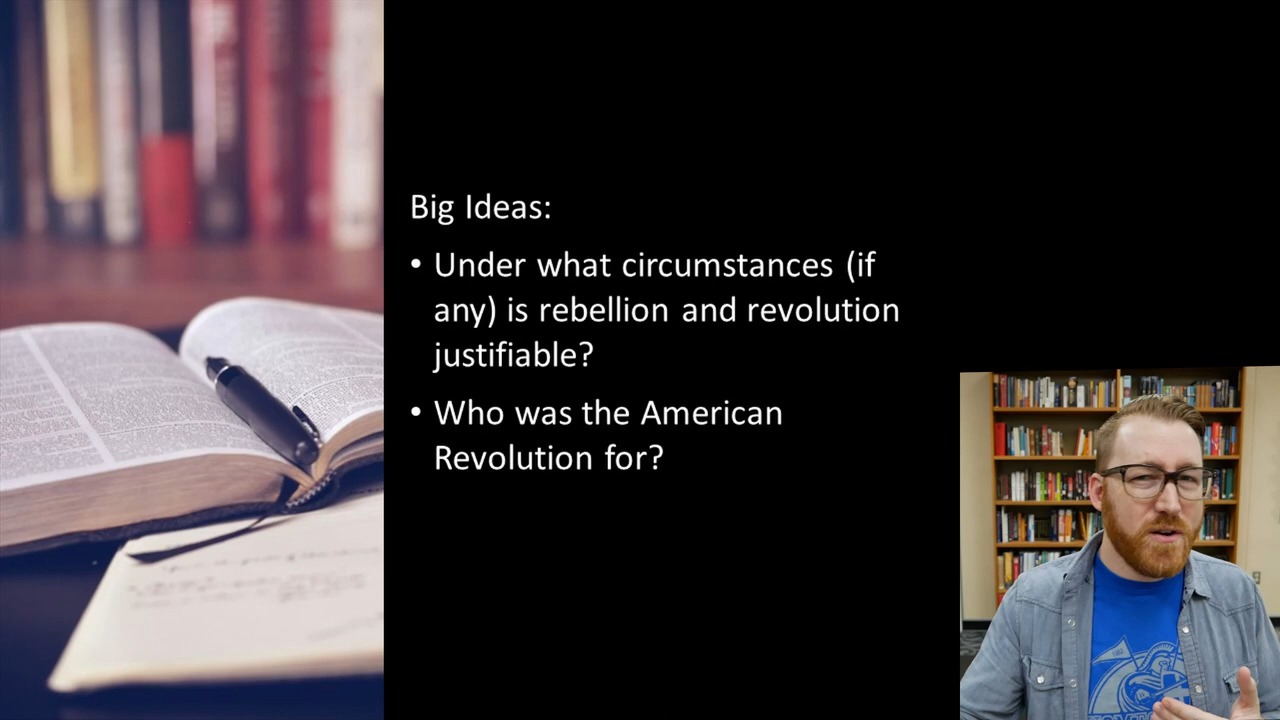 Big Ideas:
• Under what circumstances (if
any) is rebellion and revolution
justifiable?
• Who was the American
Revolution for?